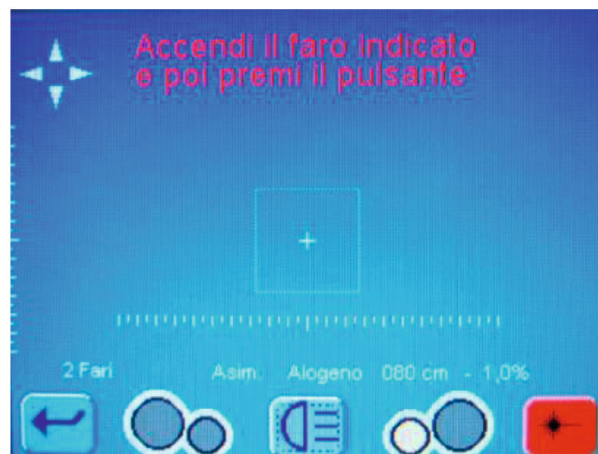 Accendi il faro indicato
e poi premi il pulsante
2 Fari Asim. Alogeno 080 cm - 1,0%